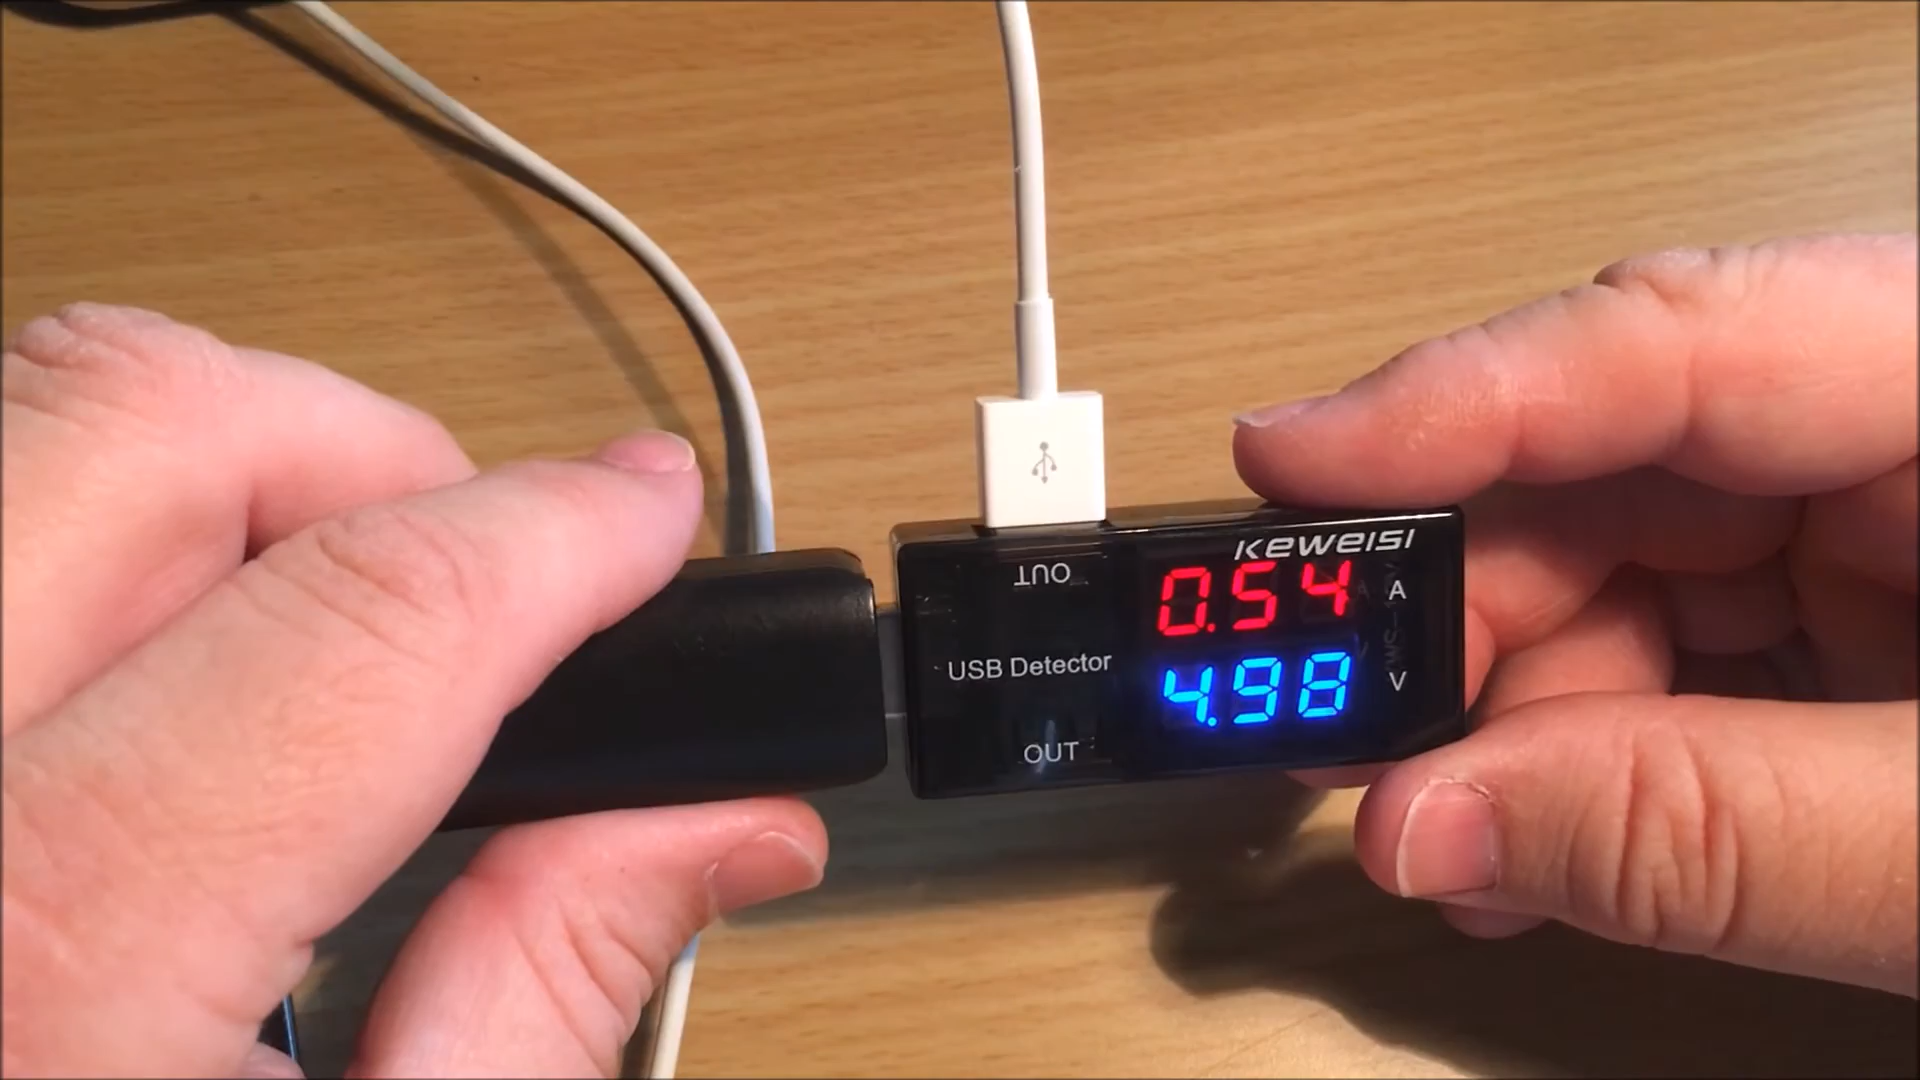 KEWEISI
OUT
0.54 A
USB Detector
4.98 V
OUT